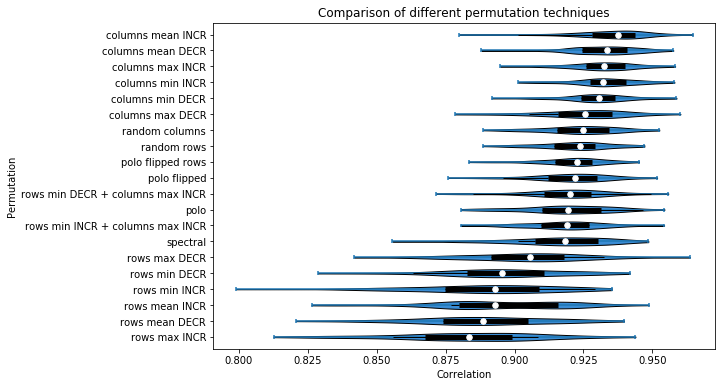 Comparison of different permutation techniques
Permutation
columns mean INCR
columns mean DECR
columns max INCR
columns min INCR
columns min DECR
columns max DECR
random columns
random rows
polo flipped rows
polo flipped
rows min DECR + columns max INCR
polo
rows min INCR + columns max INCR
spectral
rows max DECR
rows min DECR
rows min INCR
rows mean INCR
rows mean DECR
rows max INCR
0.800 0.825 0.850 0.875 0.900 0.925 0.950
Correlation